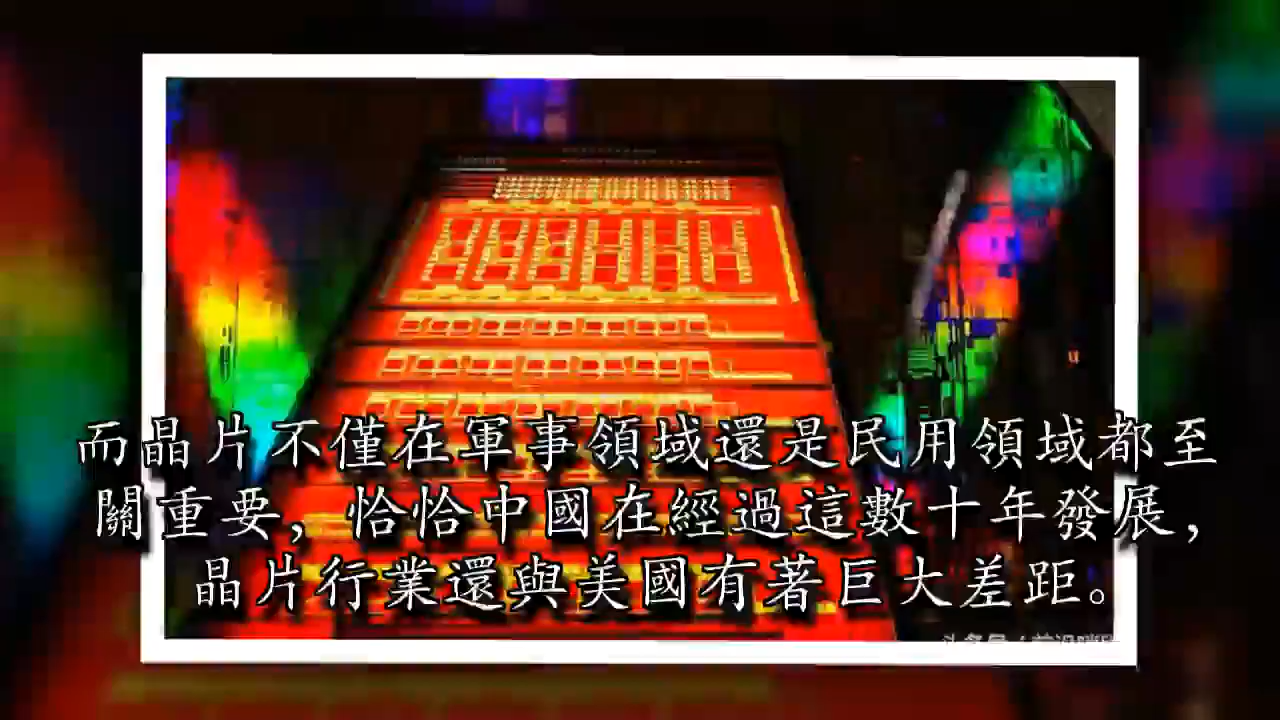 而晶片不僅在軍事領域還是民用領域都至
關重要，恰恰中國在經過這數十年發展，
晶片行業還與美國有著巨大差距。